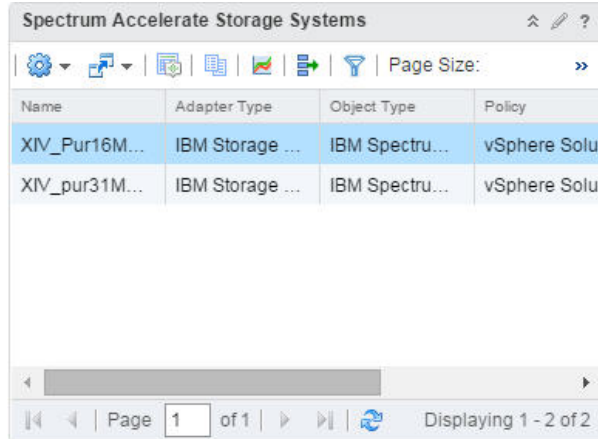 Spectrum Accelerate Storage Systems ?
Page Size: »
Name Adapter Type Object Type Policy
XIV_Pur16M... IBM Storage ... IBM Spectru... vSphere Solu
XIV_pur31M... IBM Storage ... IBM Spectru... vSphere Solu
Page 1 of 1 Displaying 1 - 2 of 2